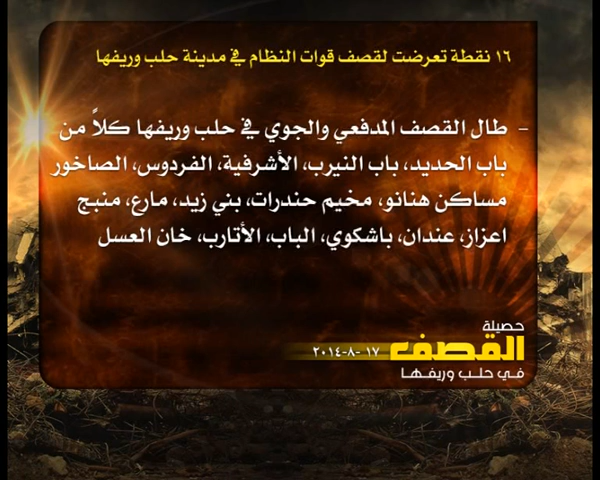 ١٦ نقطة تعرضت لقصف قوات النظام في مدينة حلب وريفها
- طال القصف المدفعي والجوي في حلب وريفها كلاً من
باب الحديد، باب النيرب، الأشرفية، الفردوس، الصاخور
مساكن هنانو، مخيم حندرات، بني زيد، مارع، منبج
اعزاز، عندان، باشكوي، الباب، الأتارب، خان العسل
حصيلة
القصف
١٧ -٨-٢٠١٤
في حلب وريفها